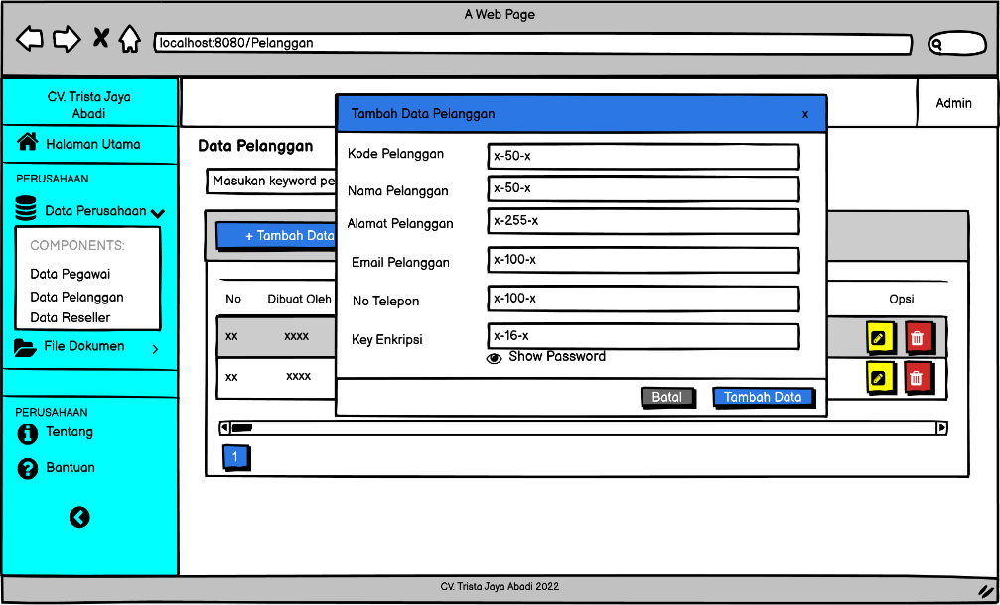 A Web Page
localhost:8080/Pelanggan
CV. Trista Jaya
Abadi
Admin
Halaman Utama
PERUSAHAAN
Data Perusahaan
COMPONENTS:
Data Pegawai
Data Pelanggan
Data Reseller
File Dokumen
PERUSAHAAN
Tentang
Bantuan
Data Pelanggan
Masukan keyword pe
+ Tambah Data
No Dibuat Oleh Opsi
xx xxxx
xx xxxx
1
Tambah Data Pelanggan x
Kode Pelanggan x-50-x
Nama Pelanggan x-50-x
Alamat Pelanggan x-255-x
Email Pelanggan x-100-x
No Telepon x-100-x
Key Enkripsi x-16-x
Show Password
Batal Tambah Data
CV. Trista Jaya Abadi 2022